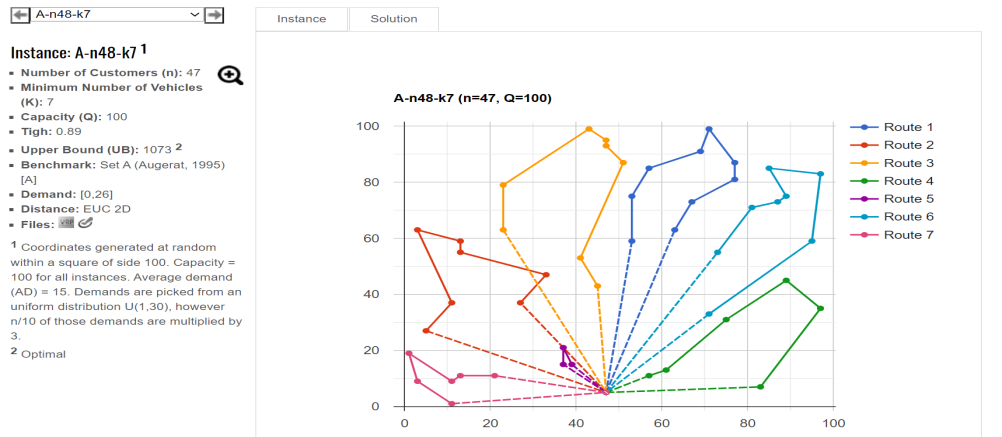 A-n48-k7
Instance
Solution
Instance: A-n48-k7 1
Number of Customers (n): 47
Minimum Number of Vehicles
(K): 7
Capacity (Q): 100
Tigh: 0.89
Upper Bound (UB): 1073 2
Benchmark: Set A (Augerat, 1995)
[A]
Demand: [0,26]
Distance: EUC 2D
Files:
1 Coordinates generated at random
within a square of side 100. Capacity =
100 for all instances. Average demand
(AD) = 15. Demands are picked from an
uniform distribution U(1,30), however
n/10 of those demands are multiplied by
3.
2 Optimal
A-n48-k7 (n=47, Q=100)
100
80
60
40
20
0
0
20
40
60
80
100
Route 1
Route 2
Route 3
Route 4
Route 5
Route 6
Route 7